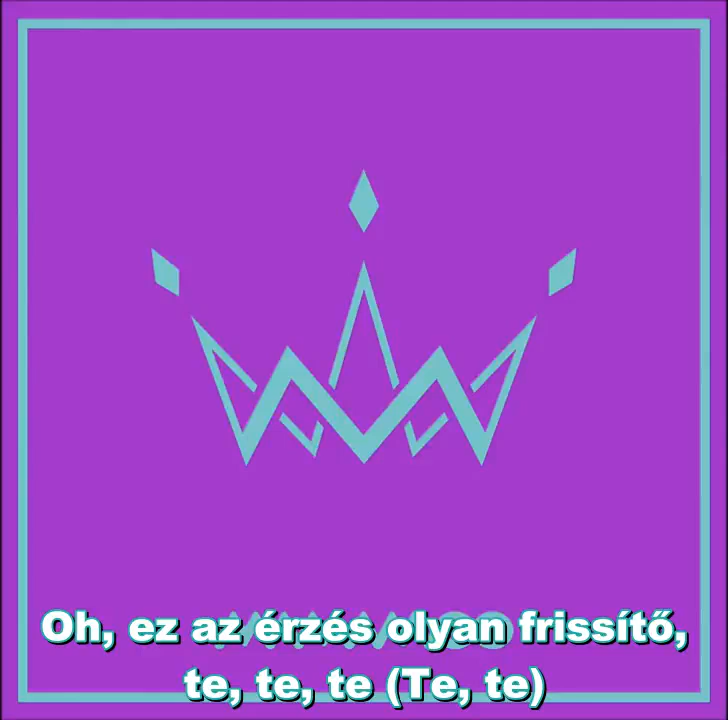 Oh, ez az érzés olyan frissítő,
te, te, te (Te, te)